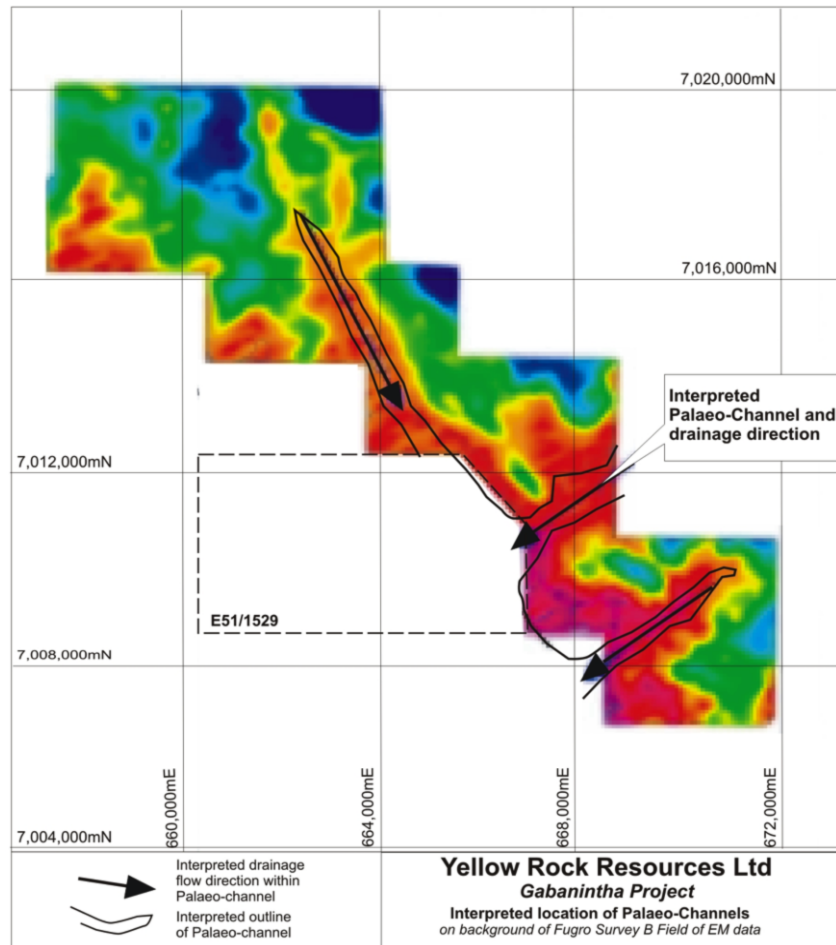 7,020,000mN
7,016,000mN
Interpreted
Palaeo-Channel and
drainage direction
7,012,000mN
E51/1529
7,008,000mN
660,000mE
664,000mE
668,000mE
672,000mE
7,004,000mN
Interpreted drainage
flow direction within
Palaeo-channel
Interpreted outline
of Palaeo-channel
Yellow Rock Resources Ltd
Gabanintha Project
Interpreted location of Palaeo-Channels
on background of Fugro Survey B Field of EM data